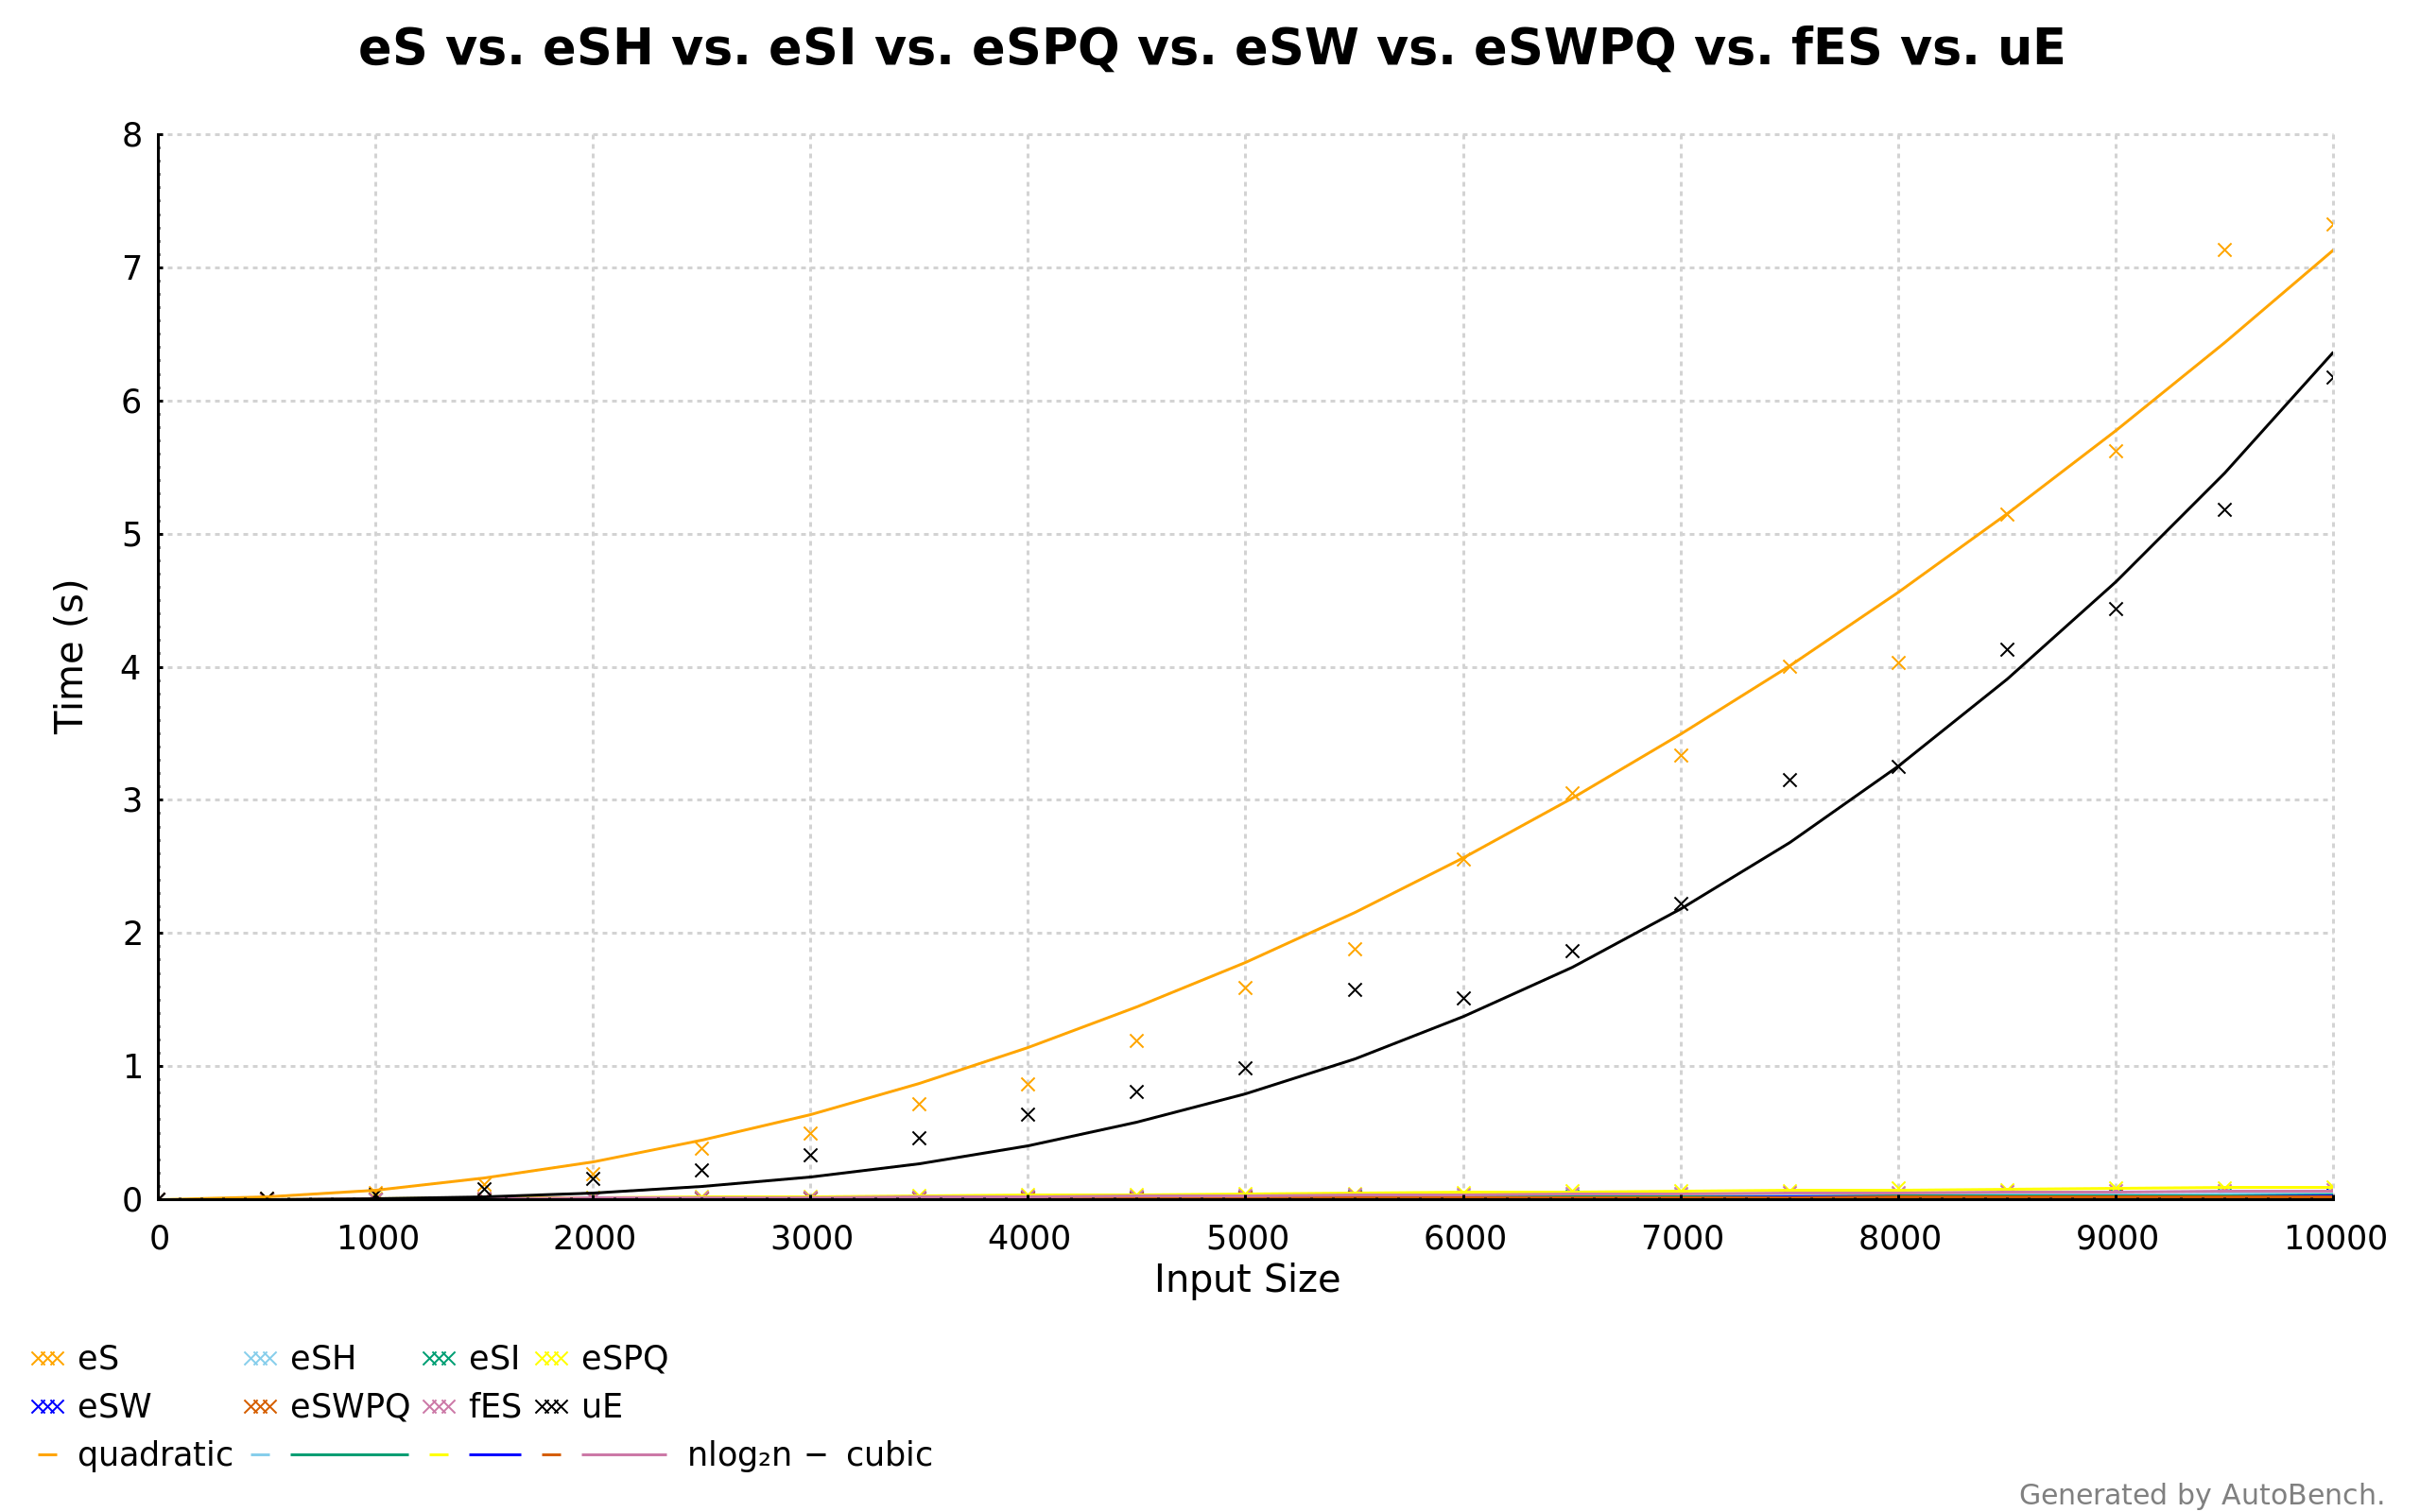 eS vs. eSH vs. eSI vs. eSPQ vs. eSW vs. eSWPQ vs. fES vs. uE
8
7
6
5
4
3
2
1
0
Time (s)
0 1000 2000 3000 4000 5000 6000 7000 8000 9000 10000
Input Size
eS eSH eSI eSPQ
eSW eSWPQ fES uE
quadratic nlog₂n cubic
Generated by AutoBench.